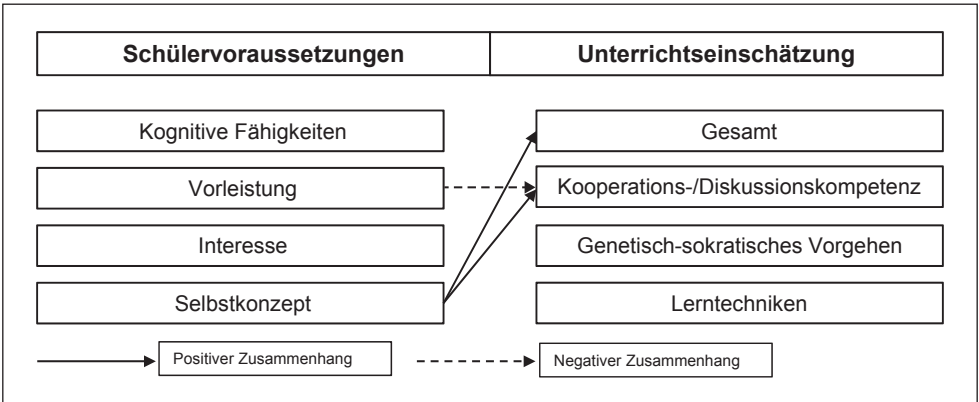 Schülervoraussetzungen
Unterrichtseinschätzung
Kognitive Fähigkeiten
Gesamt
Vorleistung
Kooperations-/Diskussionskompetenz
Interesse
Genetisch-sokratisches Vorgehen
Selbstkonzept
Lerntechniken
Positiver Zusammenhang
Negativer Zusammenhang